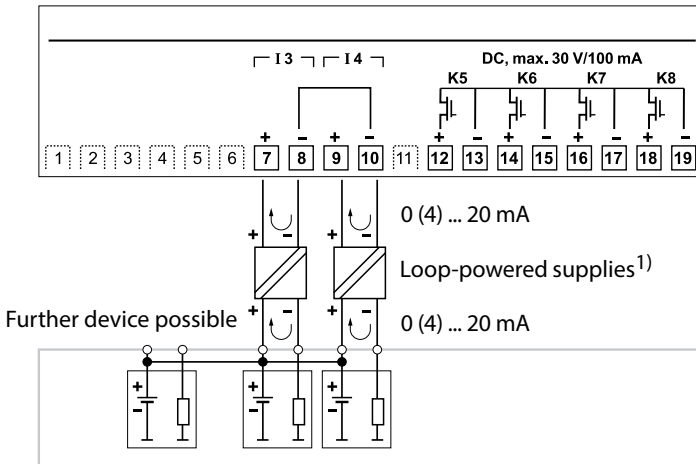 I 3 I 4 DC, max. 30 V/100 mA
K5 K6 K7 K8
+ – + – + – + – + – + –
1 2 3 4 5 6 7 8 9 10 11 12 13 14 15 16 17 18 19
0 (4) ... 20 mA
+ – + –
Loop-powered supplies1)
Further device possible
+ – + –
0 (4) ... 20 mA
+ + +
– – –